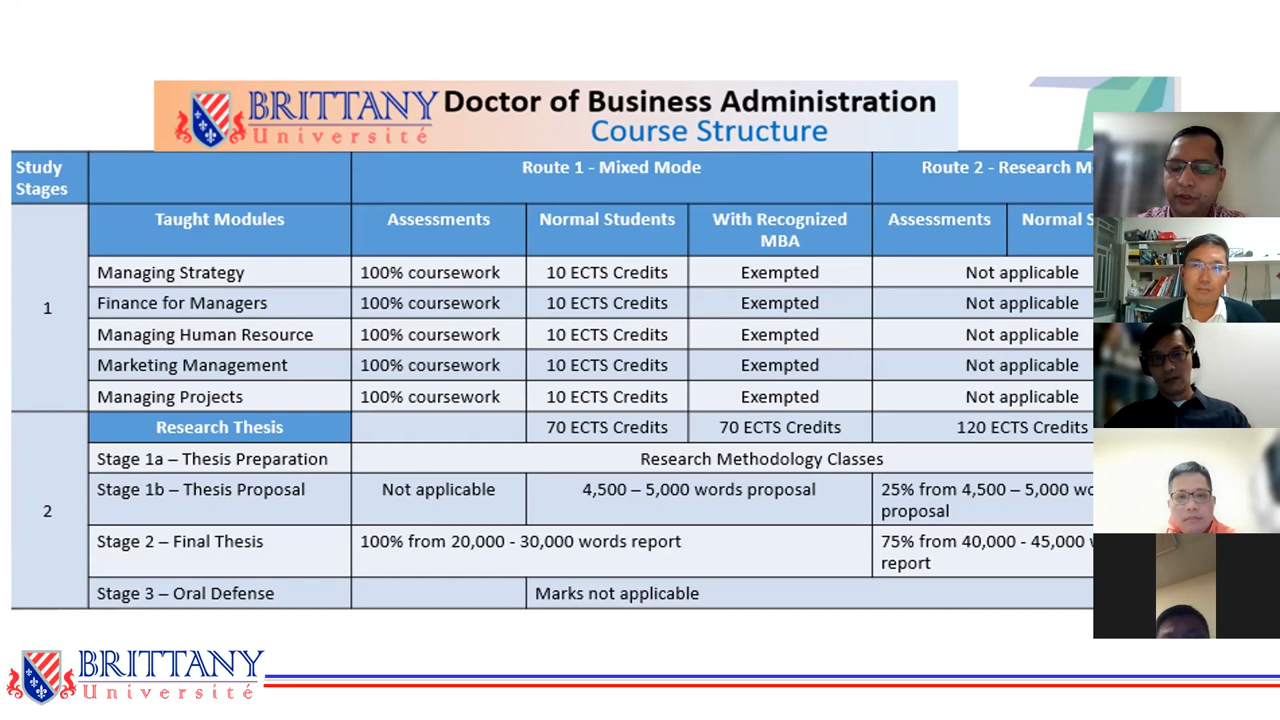 BRITTANY
Université
Doctor of Business Administration
Course Structure
Study Stages
Route 1 - Mixed Mode
Route 2 - Research
Taught Modules
Assessments
Normal Students
With Recognized MBA
Assessments
Normal
1
Managing Strategy
100% coursework
10 ECTS Credits
Exempted
Not applicable
Finance for Managers
100% coursework
10 ECTS Credits
Exempted
Not applicable
Managing Human Resource
100% coursework
10 ECTS Credits
Exempted
Not applicable
Marketing Management
100% coursework
10 ECTS Credits
Exempted
Not applicable
Managing Projects
100% coursework
10 ECTS Credits
Exempted
Not applicable
2
Research Thesis
70 ECTS Credits
70 ECTS Credits
120 ECTS Credits
Stage 1a – Thesis Preparation
Research Methodology Classes
Stage 1b – Thesis Proposal
Not applicable
4,500 – 5,000 words proposal
25% from 4,500 – 5,000
proposal
Stage 2 – Final Thesis
100% from 20,000 - 30,000 words report
75% from 40,000 - 45,000
report
Stage 3 – Oral Defense
Marks not applicable
BRITTANY
Université